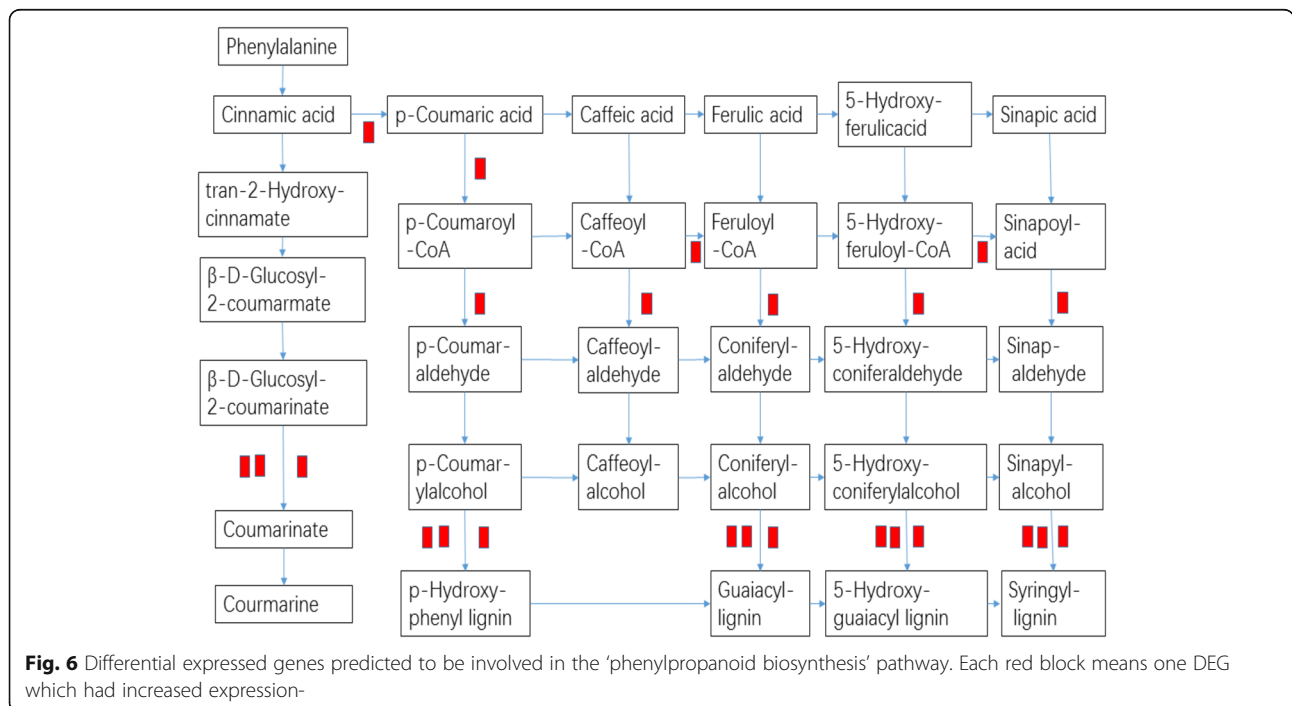 Phenylalanine
Cinnamic acid
p-Coumaric acid
Caffeic acid
Ferulic acid
5-Hydroxy-
ferulicacid
Sinapic acid
tran-2-Hydroxy-
cinnamate
p-Coumaroyl
-CoA
Caffeoyl
-CoA
Feruloyl
-CoA
5-Hydroxy-
feruloyl-CoA
Sinapoyl-
acid
β-D-Glucosyl-
2-coumarmate
p-Coumar-
aldehyde
Caffeoyl-
aldehyde
Coniferyl-
aldehyde
5-Hydroxy-
coniferaldehyde
Sinap-
aldehyde
β-D-Glucosyl-
2-coumarinate
p-Coumar-
ylalcohol
Caffeoyl-
alcohol
Coniferyl-
alcohol
5-Hydroxy-
coniferylalcohol
Sinapyl-
alcohol
Coumarinate
Courmarine
p-Hydroxy-
phenyl lignin
Guaiacyl-
lignin
5-Hydroxy-
guaiacyl lignin
Syringyl-
lignin
Fig. 6 Differential expressed genes predicted to be involved in the ‘phenylpropanoid biosynthesis’ pathway. Each red block means one DEG
which had increased expression-